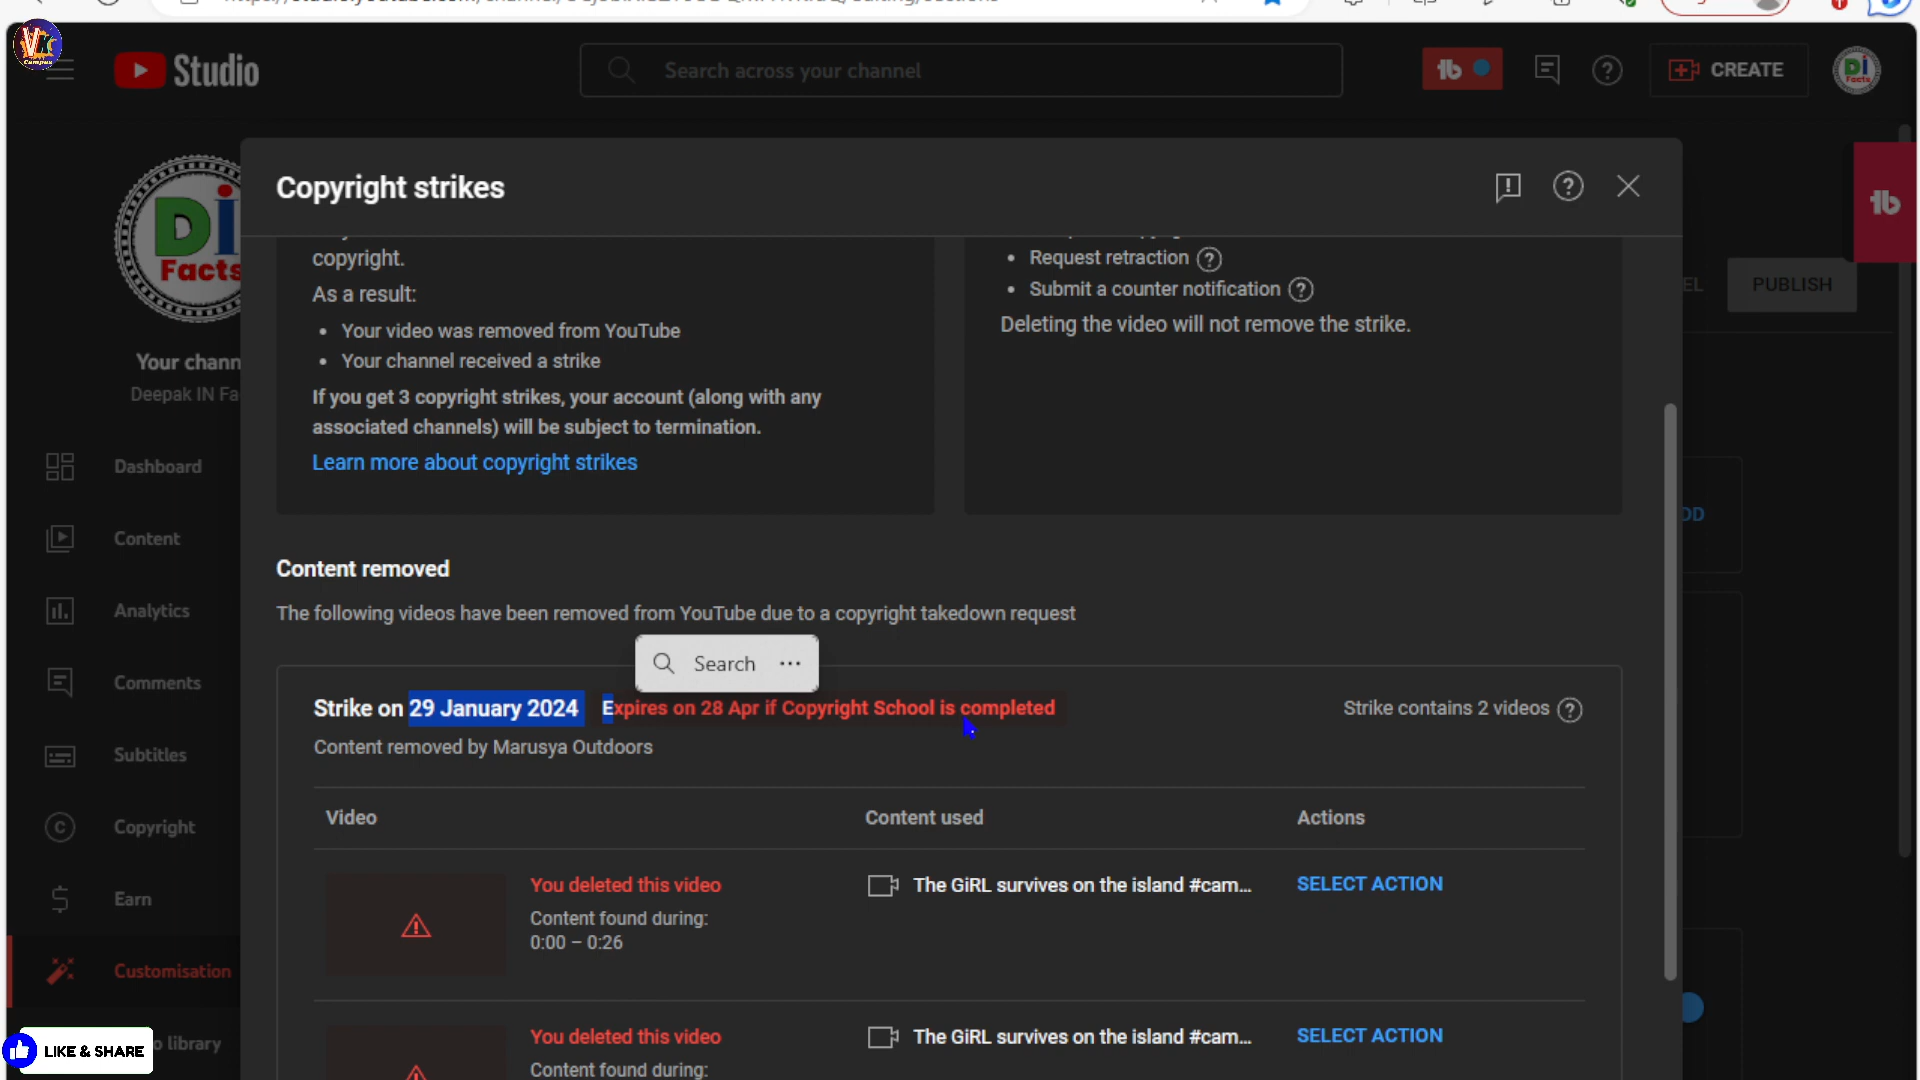 VK
Campus
Studio
Search across your channel
CREATE
Di
Facts
Copyright strikes
copyright.
As a result:
• Your video was removed from YouTube
• Your channel received a strike
If you get 3 copyright strikes, your account (along with any
associated channels) will be subject to termination.
Learn more about copyright strikes
• Request retraction ?
• Submit a counter notification ?
Deleting the video will not remove the strike.
EL
PUBLISH
Di
Facts
Your chann
Deepak IN Fa
Dashboard
Content
Analytics
Comments
Subtitles
Copyright
Earn
Customisation
o library
DD
Content removed
The following videos have been removed from YouTube due to a copyright takedown request
Search ...
Strike on 29 January 2024 Expires on 28 Apr if Copyright School is completed
Strike contains 2 videos ?
Content removed by Marusya Outdoors
Video
Content used
Actions
You deleted this video
Content found during:
0:00 – 0:26
The GiRL survives on the island #cam...
SELECT ACTION
You deleted this video
Content found during:
The GiRL survives on the island #cam...
SELECT ACTION
LIKE & SHARE